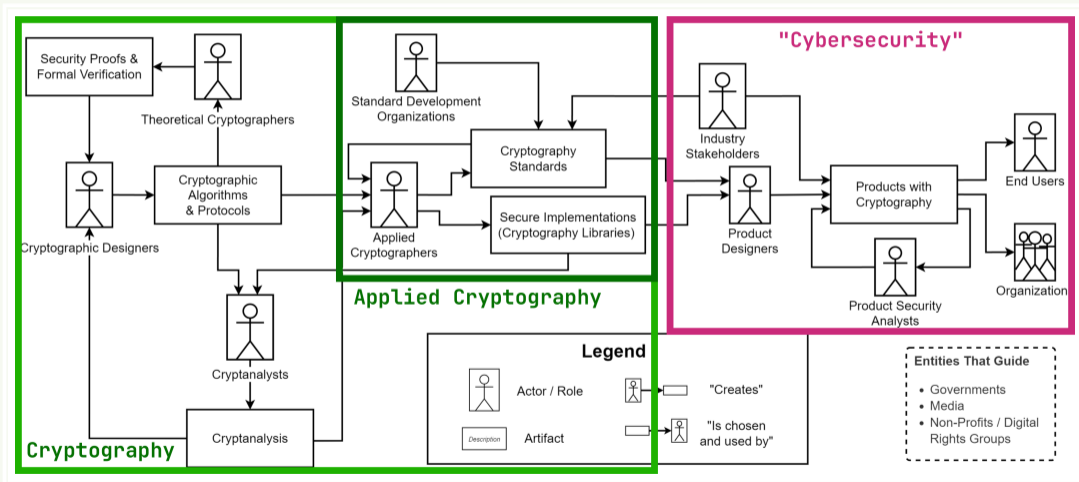 "Cybersecurity"
Security Proofs &
Formal Verification
Theoretical Cryptographers
Standard Development
Organizations
Industry
Stakeholders
Cryptographic Designers
Cryptographic
Algorithms
& Protocols
Applied
Cryptographers
Cryptography
Standards
Secure Implementations
(Cryptography Libraries)
Product
Designers
Products with
Cryptography
End Users
Organization
Product Security
Analysts
Applied Cryptography
Cryptanalysts
Cryptanalysis
Cryptography
Legend
Actor / Role
"Creates"
Description
Artifact
"Is chosen
and used by"
Entities That Guide
• Governments
• Media
• Non-Profits / Digital
Rights Groups